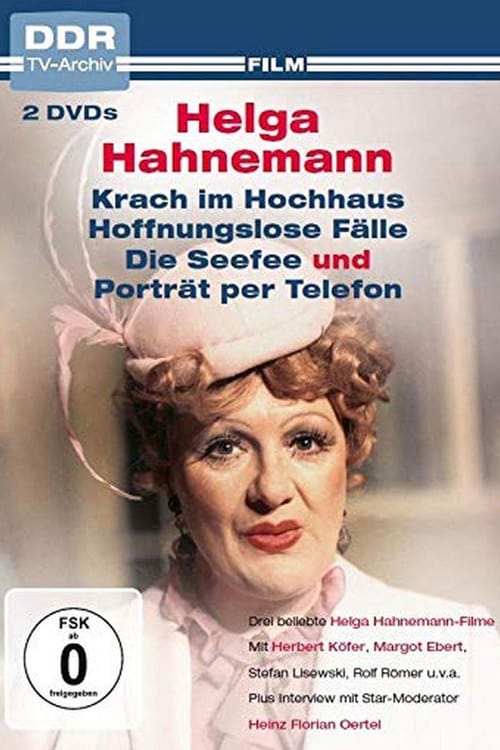 DDR
TV-Archiv
FILM
2 DVDs
Helga
Hahnemann
Krach im Hochhaus
Hoffnungslose Fälle
Die Seefee und
Porträt per Telefon
Drei beliebte Helga Hahnemann-Filme
Mit Herbert Köfer, Margot Ebert,
Stefan Lisewski, Rolf Römer u.v.a.
Plus Interview mit Star-Moderator
Heinz Florian Oertel
FSK
ab
0
freigegeben